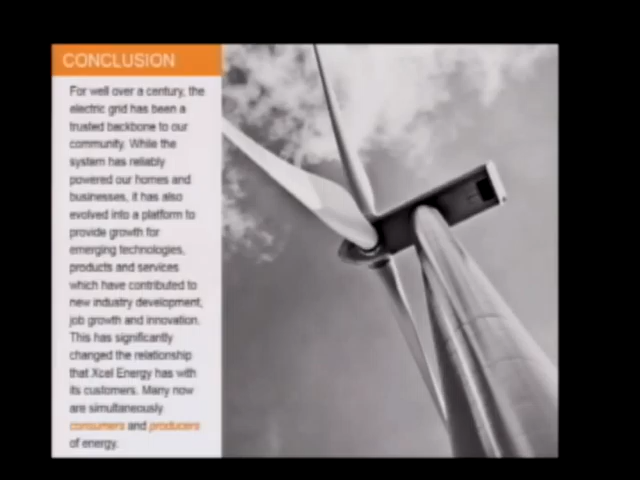 CONCLUSION
For well over a century, the
electric grid has been a
trusted backbone to our
community. While the
system has reliably
powered our homes and
businesses, it has also
evolved into a platform to
provide growth for
emerging technologies,
products and services
which have contributed to
new industry development,
job growth and innovation.
This has significantly
changed the relationship
that Xcel Energy has with
its customers. Many now
are simultaneously
consumers and producers
of energy.